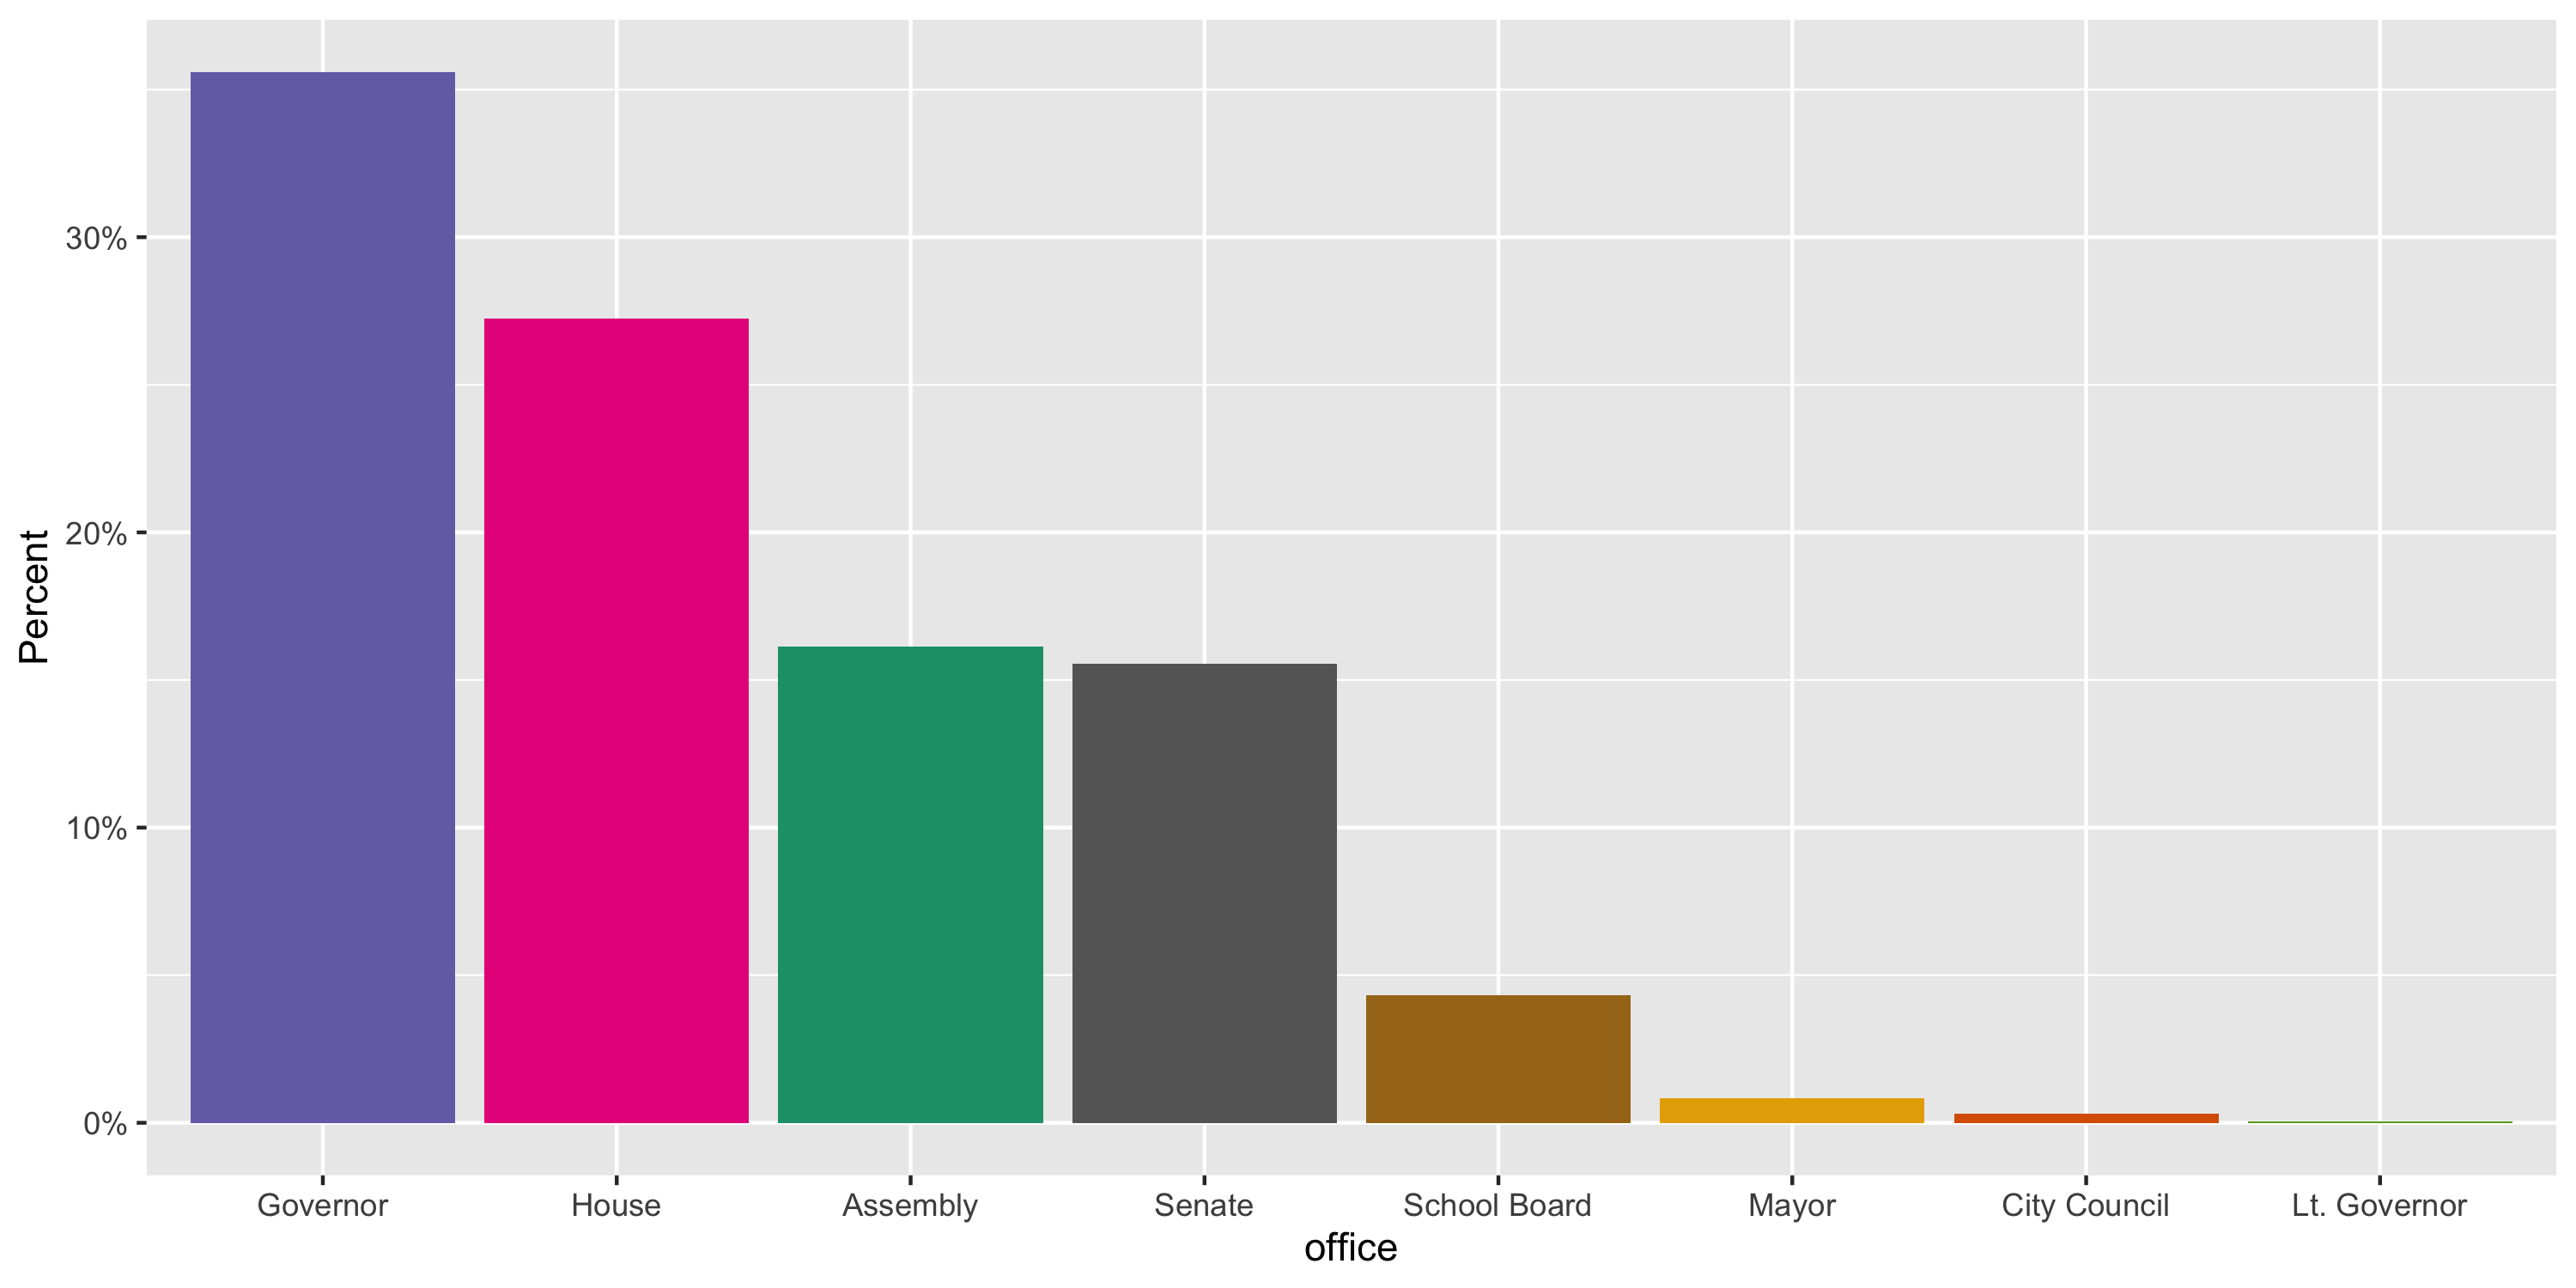 Percent
30%
20%
10%
0%
Governor House Assembly Senate School Board Mayor City Council Lt. Governor
office